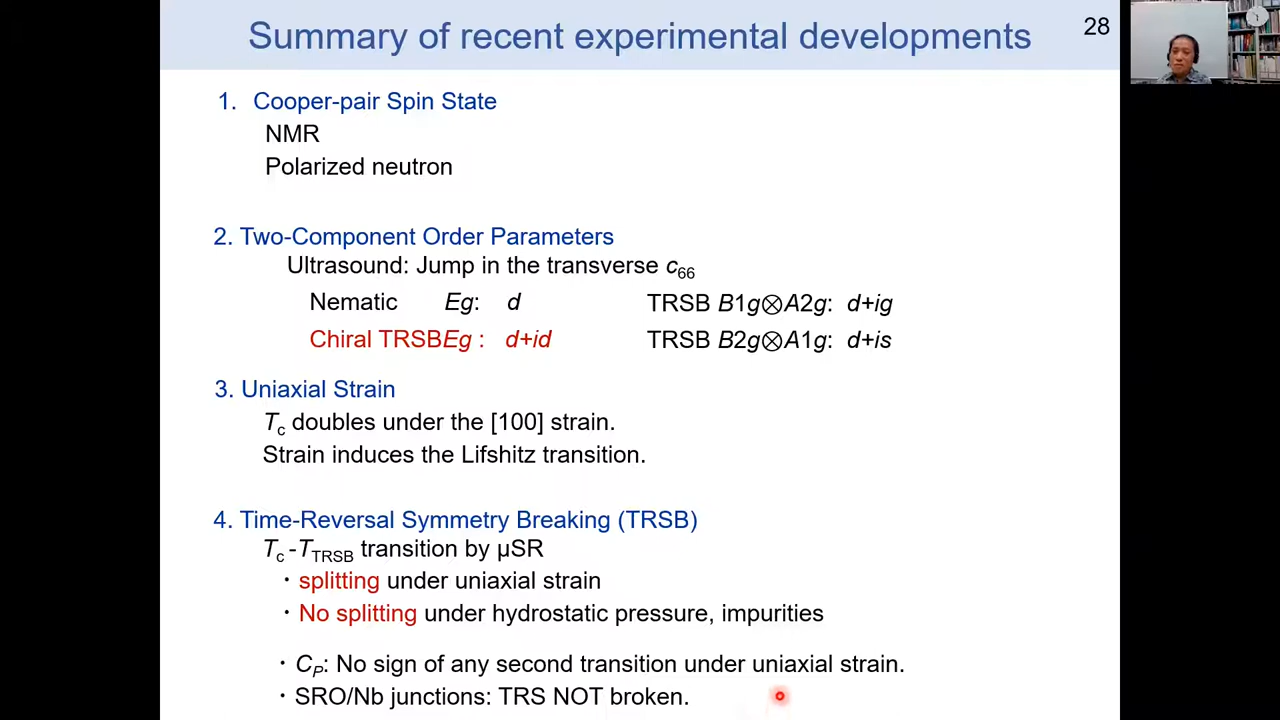 Summary of recent experimental developments
28
1. Cooper-pair Spin State
NMR
Polarized neutron
2. Two-Component Order Parameters
Ultrasound: Jump in the transverse c66
Nematic Eg: d TRSB B1g⊗A2g: d+ig
Chiral TRSBEg : d+id TRSB B2g⊗A1g: d+is
3. Uniaxial Strain
Tc doubles under the [100] strain.
Strain induces the Lifshitz transition.
4. Time-Reversal Symmetry Breaking (TRSB)
Tc -TTRSB transition by μSR
・splitting under uniaxial strain
・No splitting under hydrostatic pressure, impurities
・CP: No sign of any second transition under uniaxial strain.
・SRO/Nb junctions: TRS NOT broken.